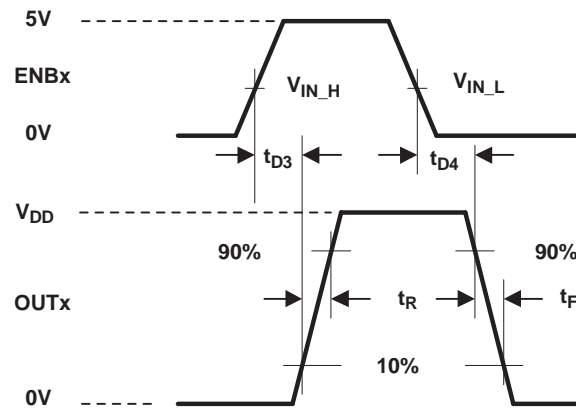 5V
ENBx
V_IN_H
V_IN_L
0V
t_D3
t_D4
V_DD
90%
90%
OUTx
t_R
t_F
10%
0V